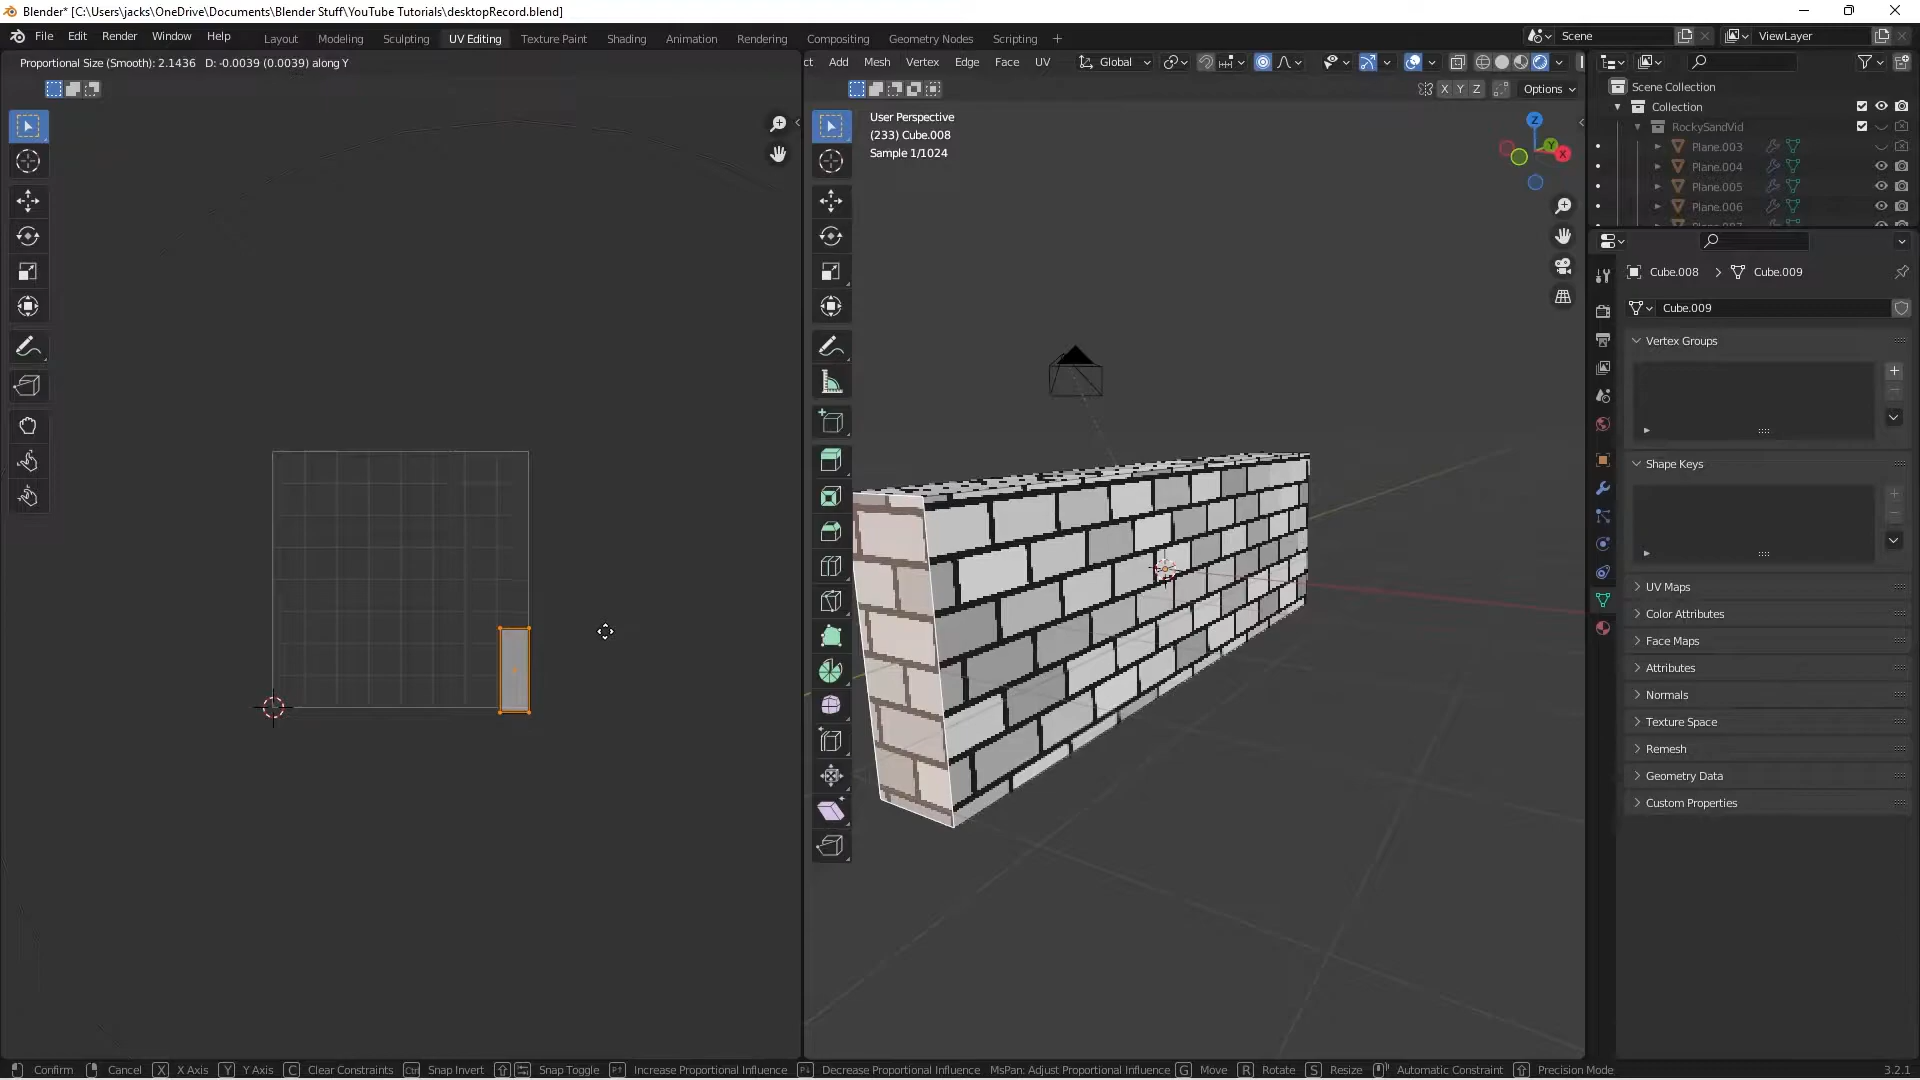 Blender* [C:\Users\jacks\OneDrive\Documents\Blender Stuff\YouTube Tutorials\desktopRecord.blend]
File Edit Render Window Help Layout Modeling Sculpting UV Editing Texture Paint Shading Animation Rendering Compositing Geometry Nodes Scripting + Scene ViewLayer
Proportional Size (Smooth): 2.1436 D: -0.0039 (0.0039) along Y
ct Add Mesh Vertex Edge Face UV Global
X Y Z Options
User Perspective
(233) Cube.008
Sample 1/1024
Z
Y
X
Scene Collection
Collection
RockySandVid
Plane.003
Plane.004
Plane.005
Plane.006
Cube.008 > Cube.009
Cube.009
Vertex Groups
Shape Keys
UV Maps
Color Attributes
Face Maps
Attributes
Normals
Texture Space
Remesh
Geometry Data
Custom Properties
Confirm Cancel X X Axis Y Y Axis C Clear Constraints Ctrl Snap Invert Snap Toggle Increase Proportional Influence Decrease Proportional Influence MsPan: Adjust Proportional Influence G Move R Rotate S Resize Automatic Constraint Precision Mode 3.2.1